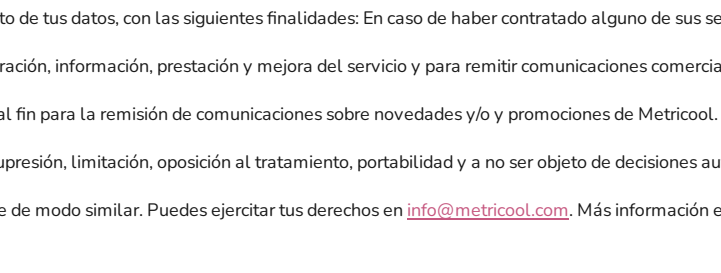 to de tus datos, con las siguientes finalidades: En caso de haber contratado alguno de sus se
ración, información, prestación y mejora del servicio y para remitir comunicaciones comercia
al fin para la remisión de comunicaciones sobre novedades y/o y promociones de Metricool.
upresión, limitación, oposición al tratamiento, portabilidad y a no ser objeto de decisiones au
e de modo similar. Puedes ejercitar tus derechos en info@metricool.com. Más información e